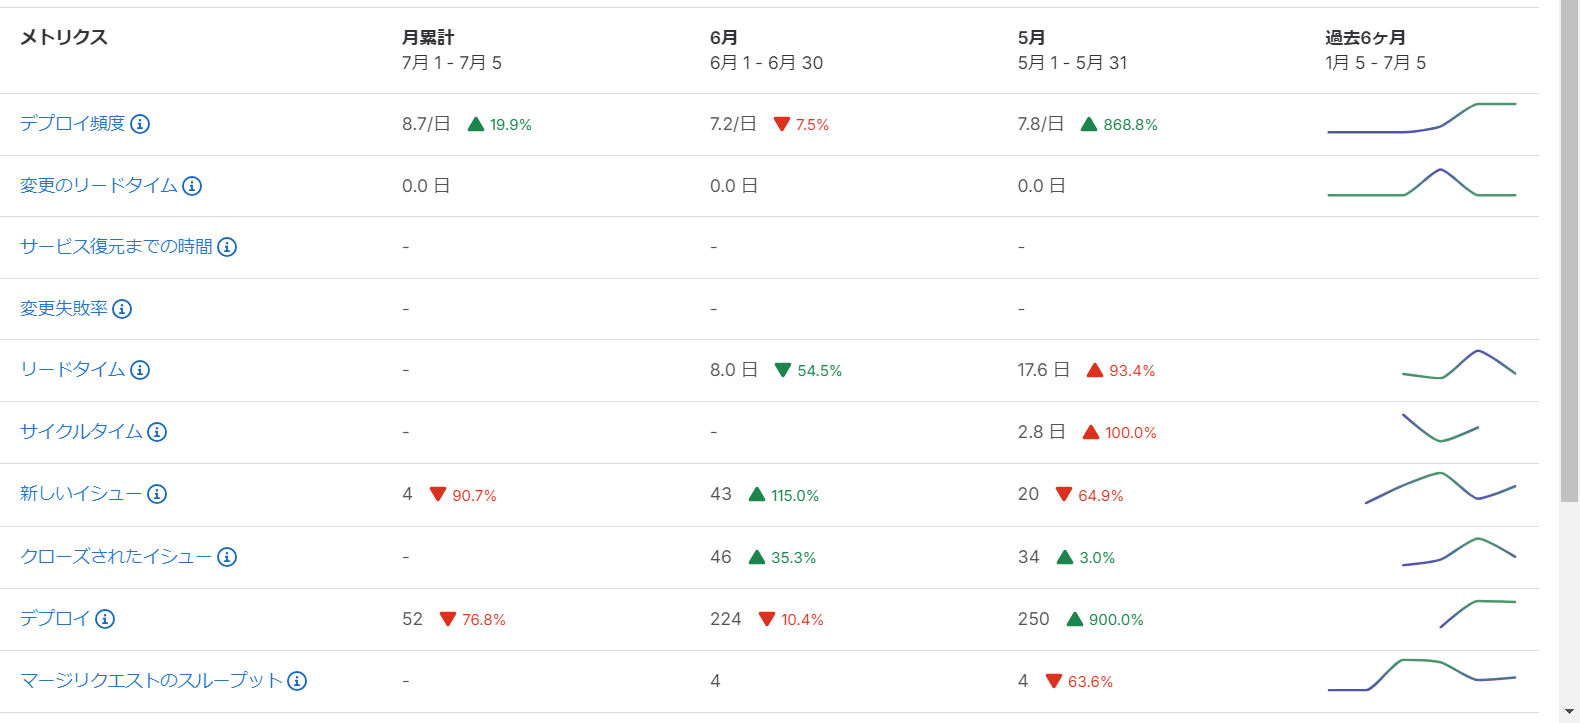 メトリクス 月累計 6月 5月 過去6ヶ月
7月 1 - 7月 5 6月 1 - 6月 30 5月 1 - 5月 31 1月 5 - 7月 5
デプロイ頻度 8.7/日 19.9% 7.2/日 7.5% 7.8/日 868.8%
変更のリードタイム 0.0 日 0.0 日 0.0 日
サービス復元までの時間 - - -
変更失敗率 - - -
リードタイム - 8.0 日 54.5% 17.6 日 93.4%
サイクルタイム - - 2.8 日 100.0%
新しいイシュー 4 90.7% 43 115.0% 20 64.9%
クローズされたイシュー - 46 35.3% 34 3.0%
デプロイ 52 76.8% 224 10.4% 250 900.0%
マージリクエストのスループット - 4 4 63.6%